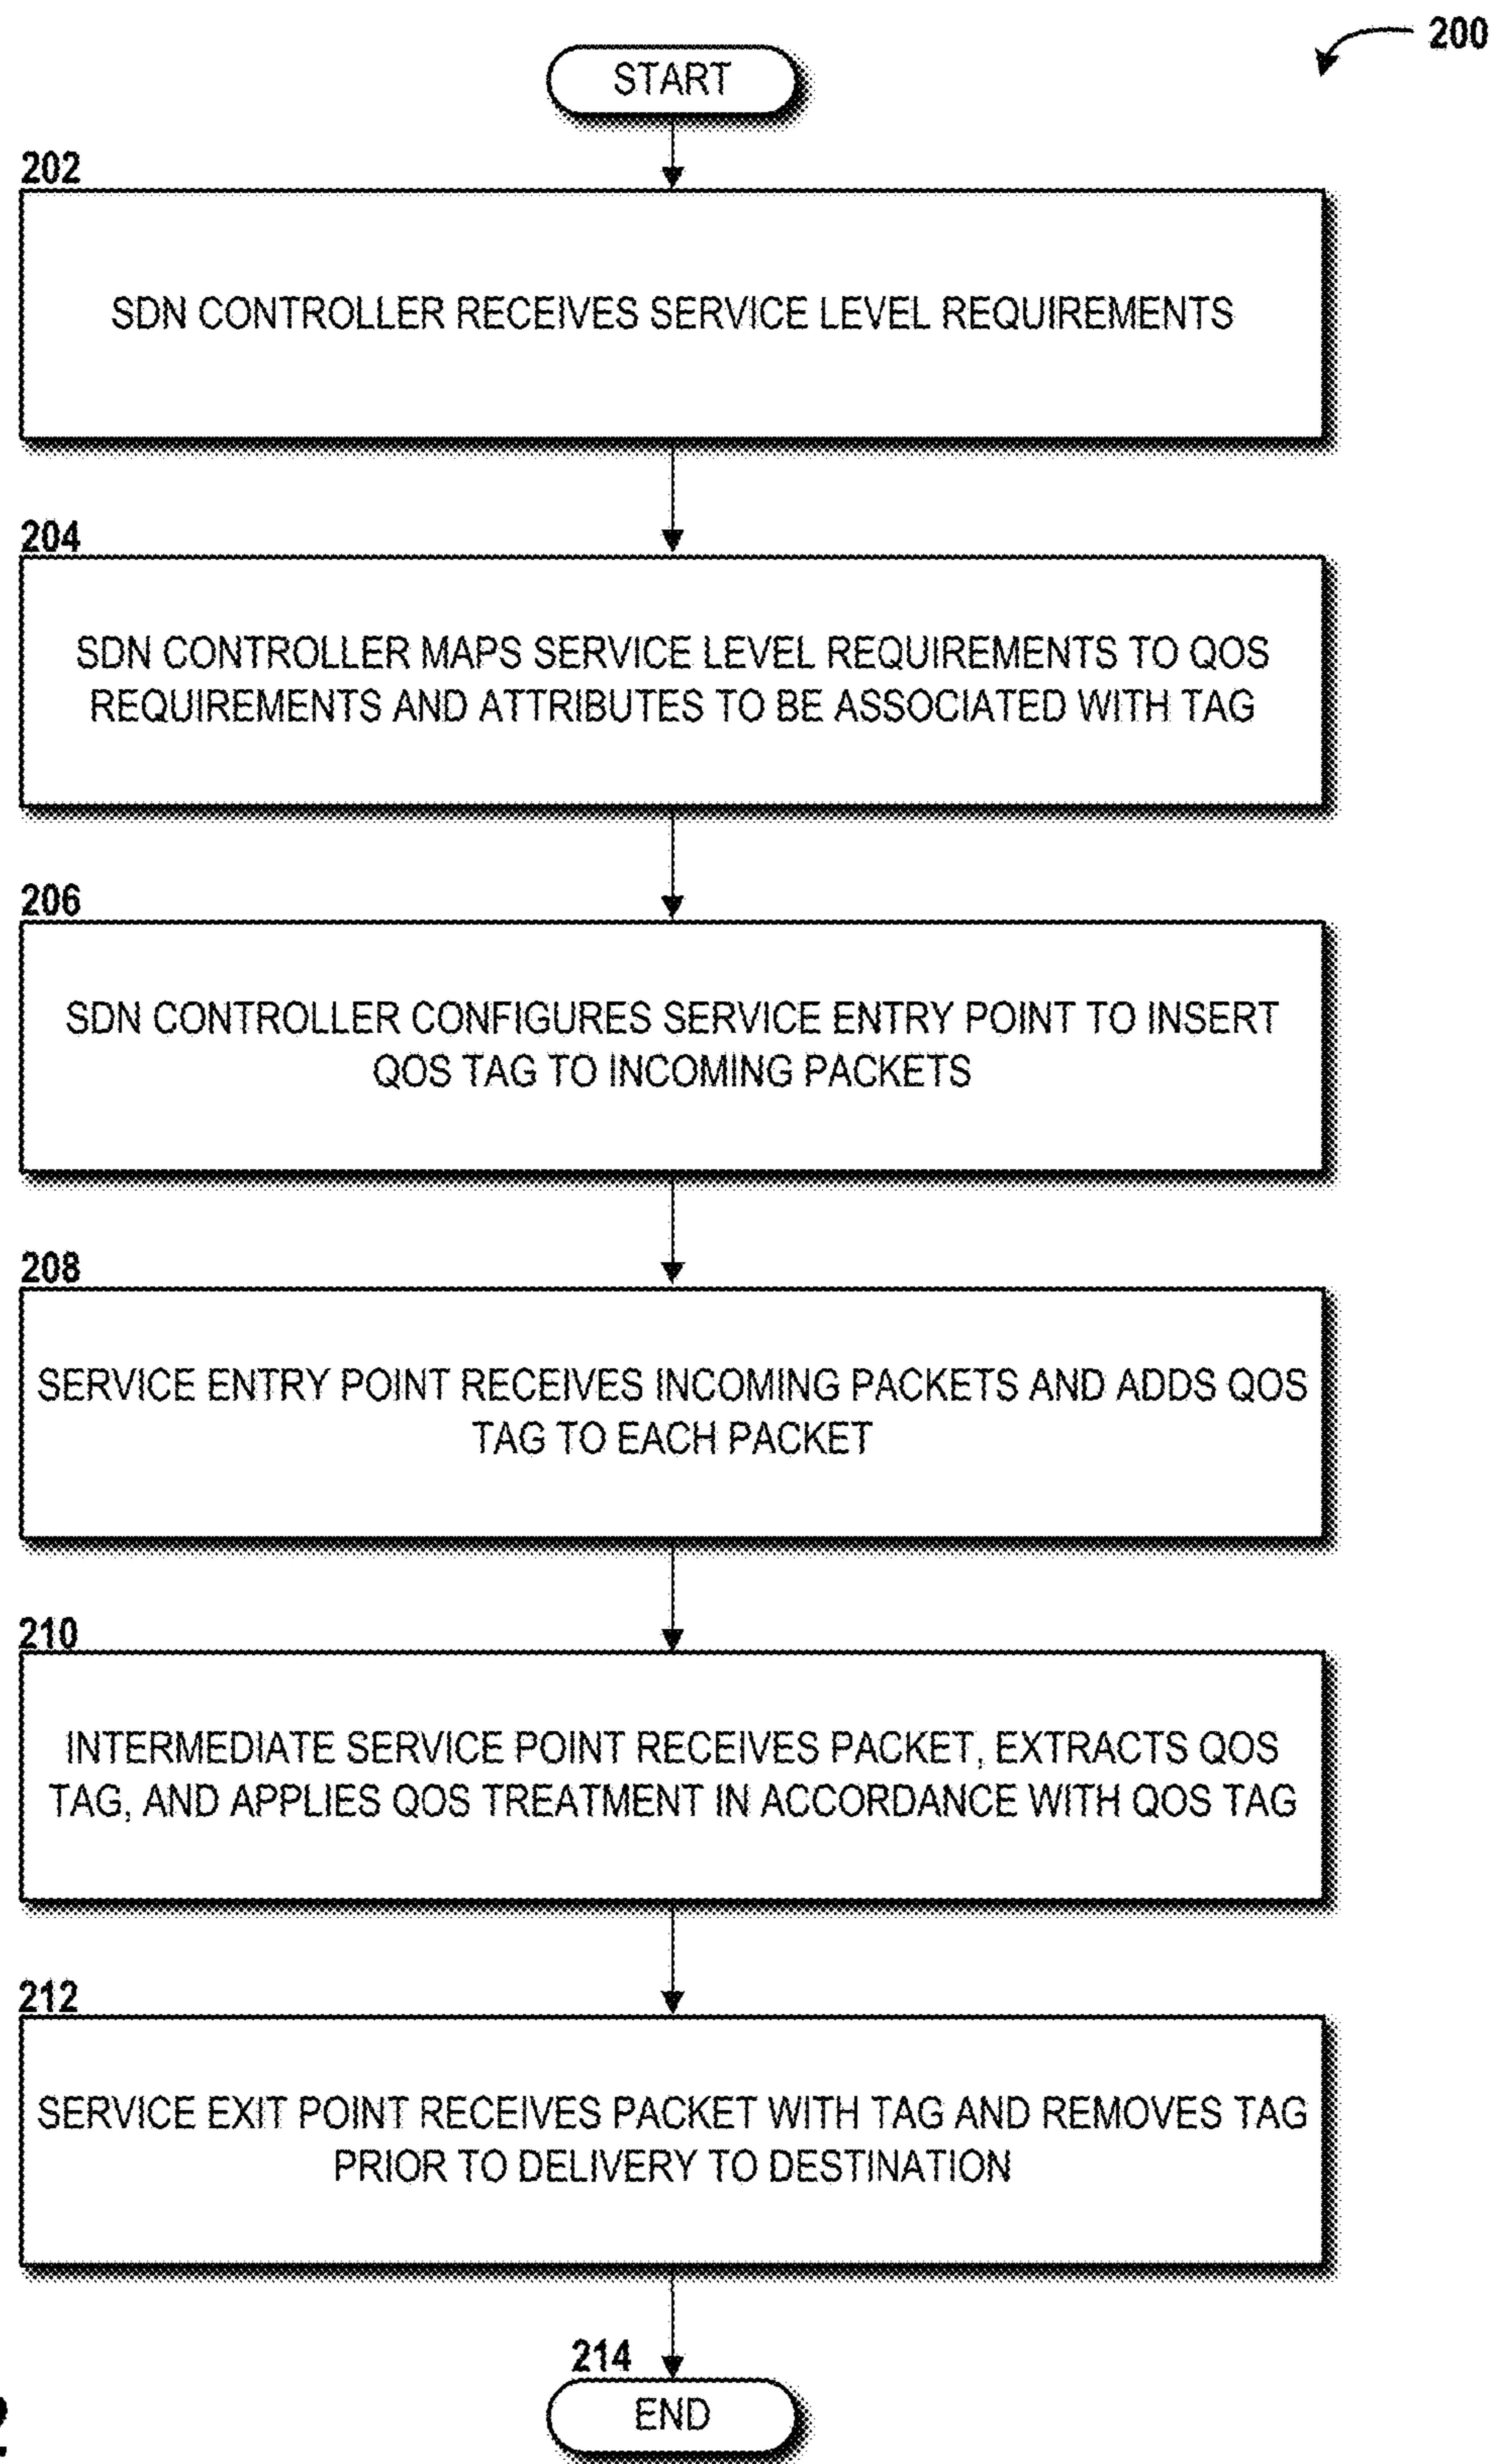 200
START
202
SDN CONTROLLER RECEIVES SERVICE LEVEL REQUIREMENTS
204
SDN CONTROLLER MAPS SERVICE LEVEL REQUIREMENTS TO QOS
REQUIREMENTS AND ATTRIBUTES TO BE ASSOCIATED WITH TAG
206
SDN CONTROLLER CONFIGURES SERVICE ENTRY POINT TO INSERT
QOS TAG TO INCOMING PACKETS
208
SERVICE ENTRY POINT RECEIVES INCOMING PACKETS AND ADDS QOS
TAG TO EACH PACKET
210
INTERMEDIATE SERVICE POINT RECEIVES PACKET, EXTRACTS QOS
TAG, AND APPLIES QOS TREATMENT IN ACCORDANCE WITH QOS TAG
212
SERVICE EXIT POINT RECEIVES PACKET WITH TAG AND REMOVES TAG
PRIOR TO DELIVERY TO DESTINATION
214
END